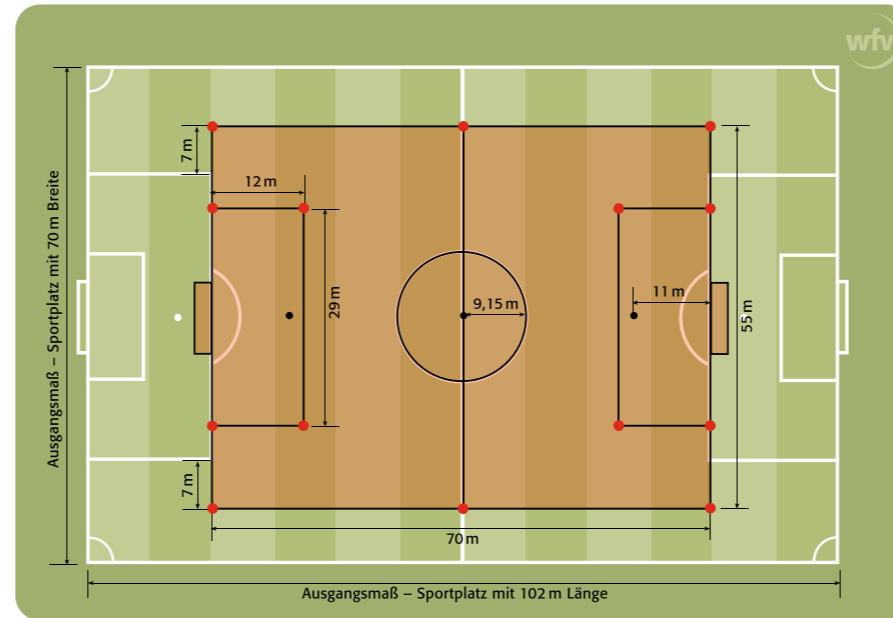 wfv
7 m
12 m
Ausgangsmaß – Sportplatz mit 70 m Breite
29 m
9,15 m
11 m
55 m
7 m
70 m
Ausgangsmaß – Sportplatz mit 102 m Länge